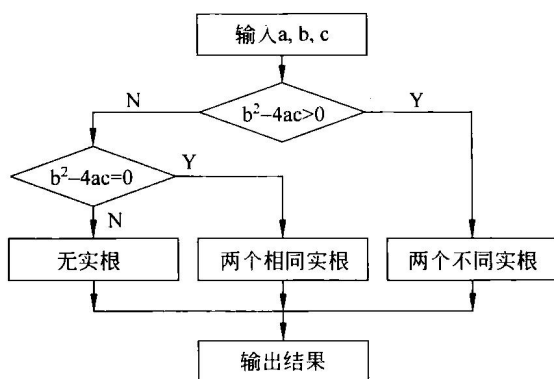 输入a, b, c
N
b²−4ac>0
Y
b²−4ac=0
Y
N
无实根
两个相同实根
两个不同实根
输出结果